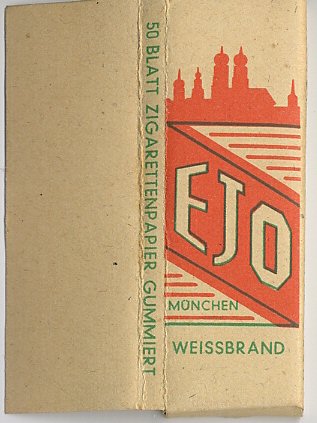 50 BLATT ZIGARETTENPAPIER GUMMIERT
EJO
MÜNCHEN
WEISSBRAND